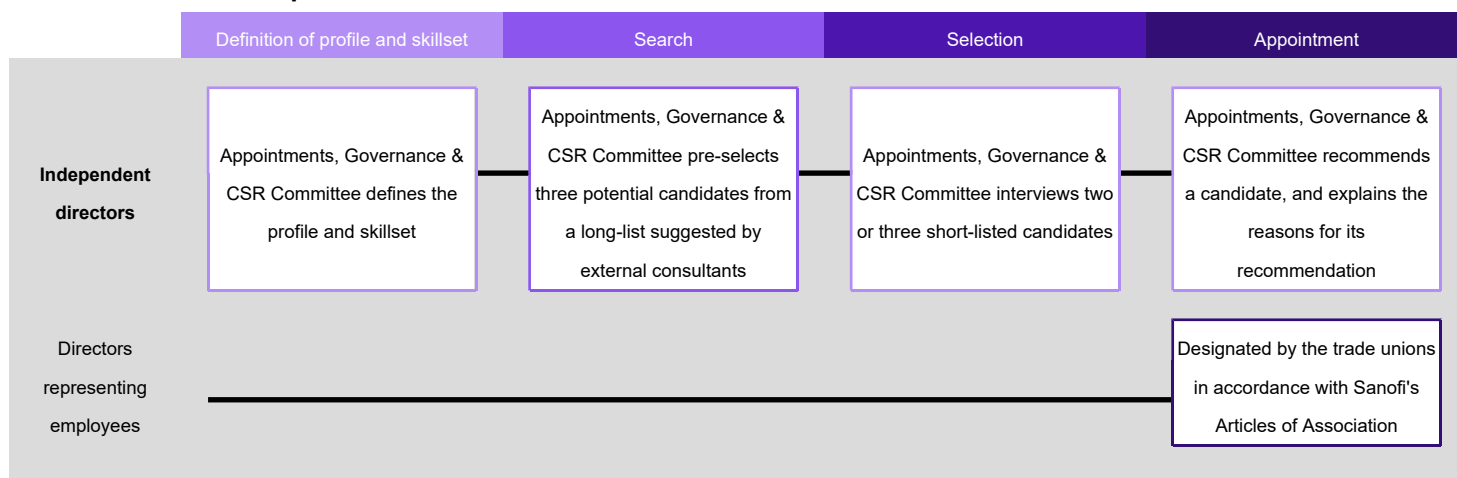 Definition of profile and skillset
Search
Selection
Appointment
Independent
directors
Appointments, Governance &
CSR Committee defines the
profile and skillset
Appointments, Governance &
CSR Committee pre-selects
three potential candidates from
a long-list suggested by
external consultants
Appointments, Governance &
CSR Committee interviews two
or three short-listed candidates
Appointments, Governance &
CSR Committee recommends
a candidate, and explains the
reasons for its
recommendation
Directors
representing
employees
Designated by the trade unions
in accordance with Sanofi's
Articles of Association